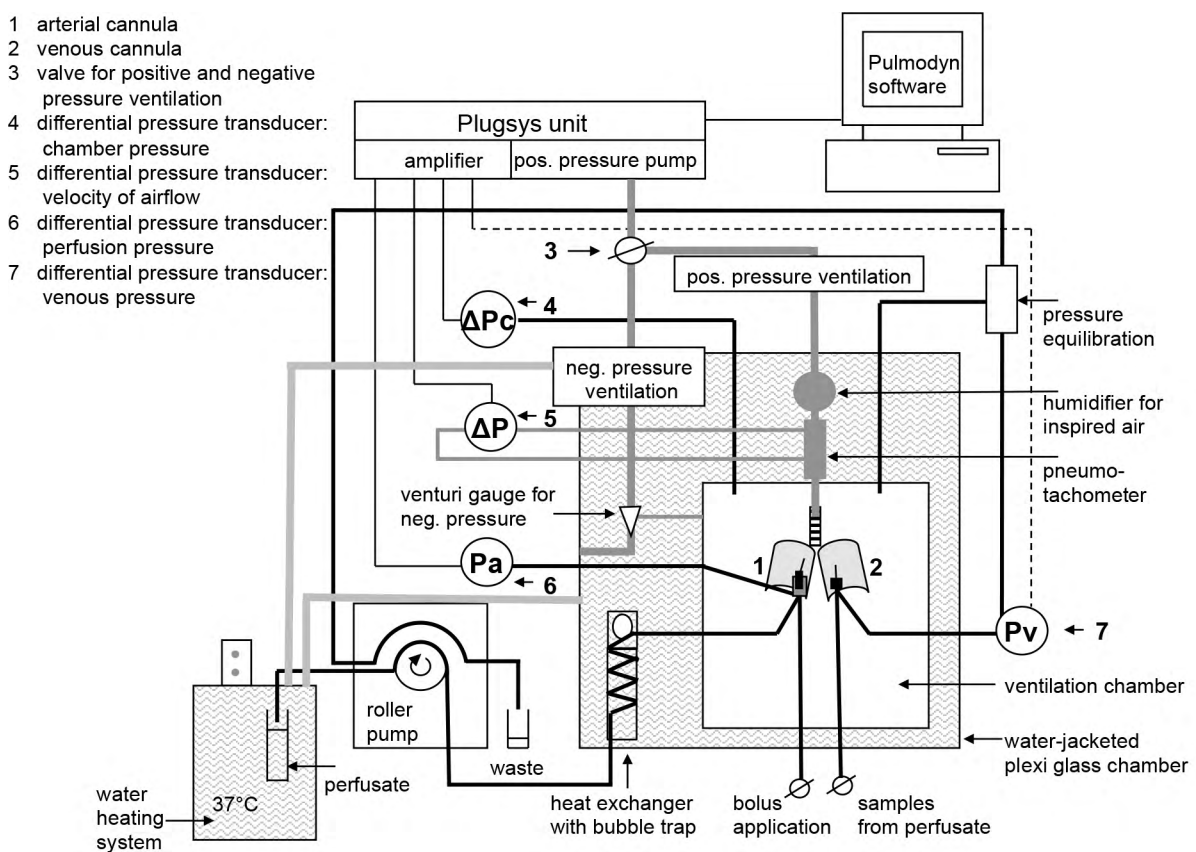 1 arterial cannula
2 venous cannula
3 valve for positive and negative
pressure ventilation
4 differential pressure transducer:
chamber pressure
5 differential pressure transducer:
velocity of airflow
6 differential pressure transducer:
perfusion pressure
7 differential pressure transducer:
venous pressure
Pulmodyn
software
Plugsys unit
amplifier
pos. pressure pump
3
pos. pressure ventilation
4
ΔPc
pressure
equilibration
neg. pressure
ventilation
humidifier for
inspired air
5
ΔP
pneumo-
tachometer
venturi gauge for
neg. pressure
1
2
Pa
6
Pv
7
ventilation chamber
roller
pump
water-jacketed
plexi glass chamber
waste
perfusate
37°C
water
heating
system
heat exchanger
with bubble trap
bolus
application
samples
from perfusate